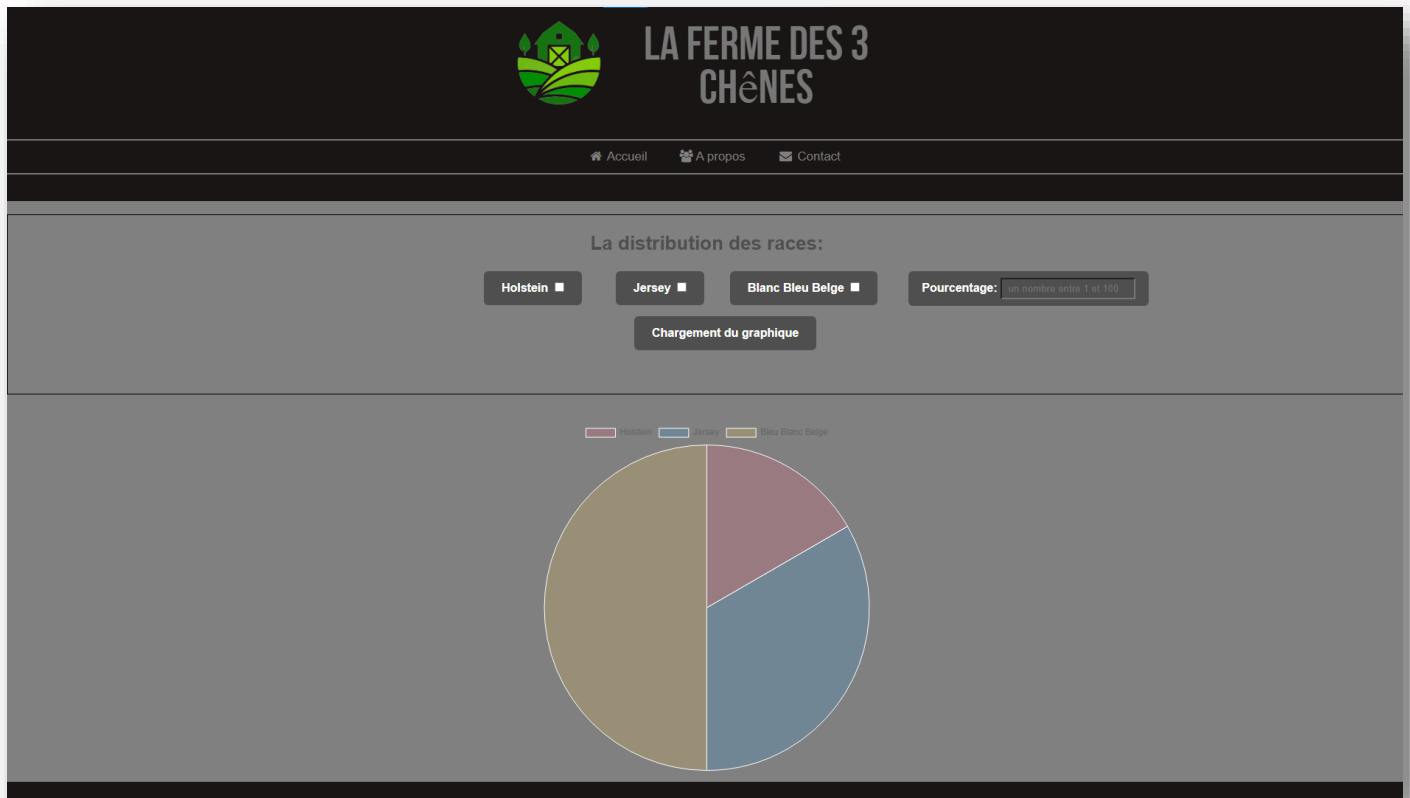 LA FERME DES 3
CHêNES
Accueil A propos Contact
La distribution des races:
Holstein Jersey Blanc Bleu Belge Pourcentage: un nombre entre 1 et 100
Chargement du graphique
Holstein Jersey Bleu Blanc Belge